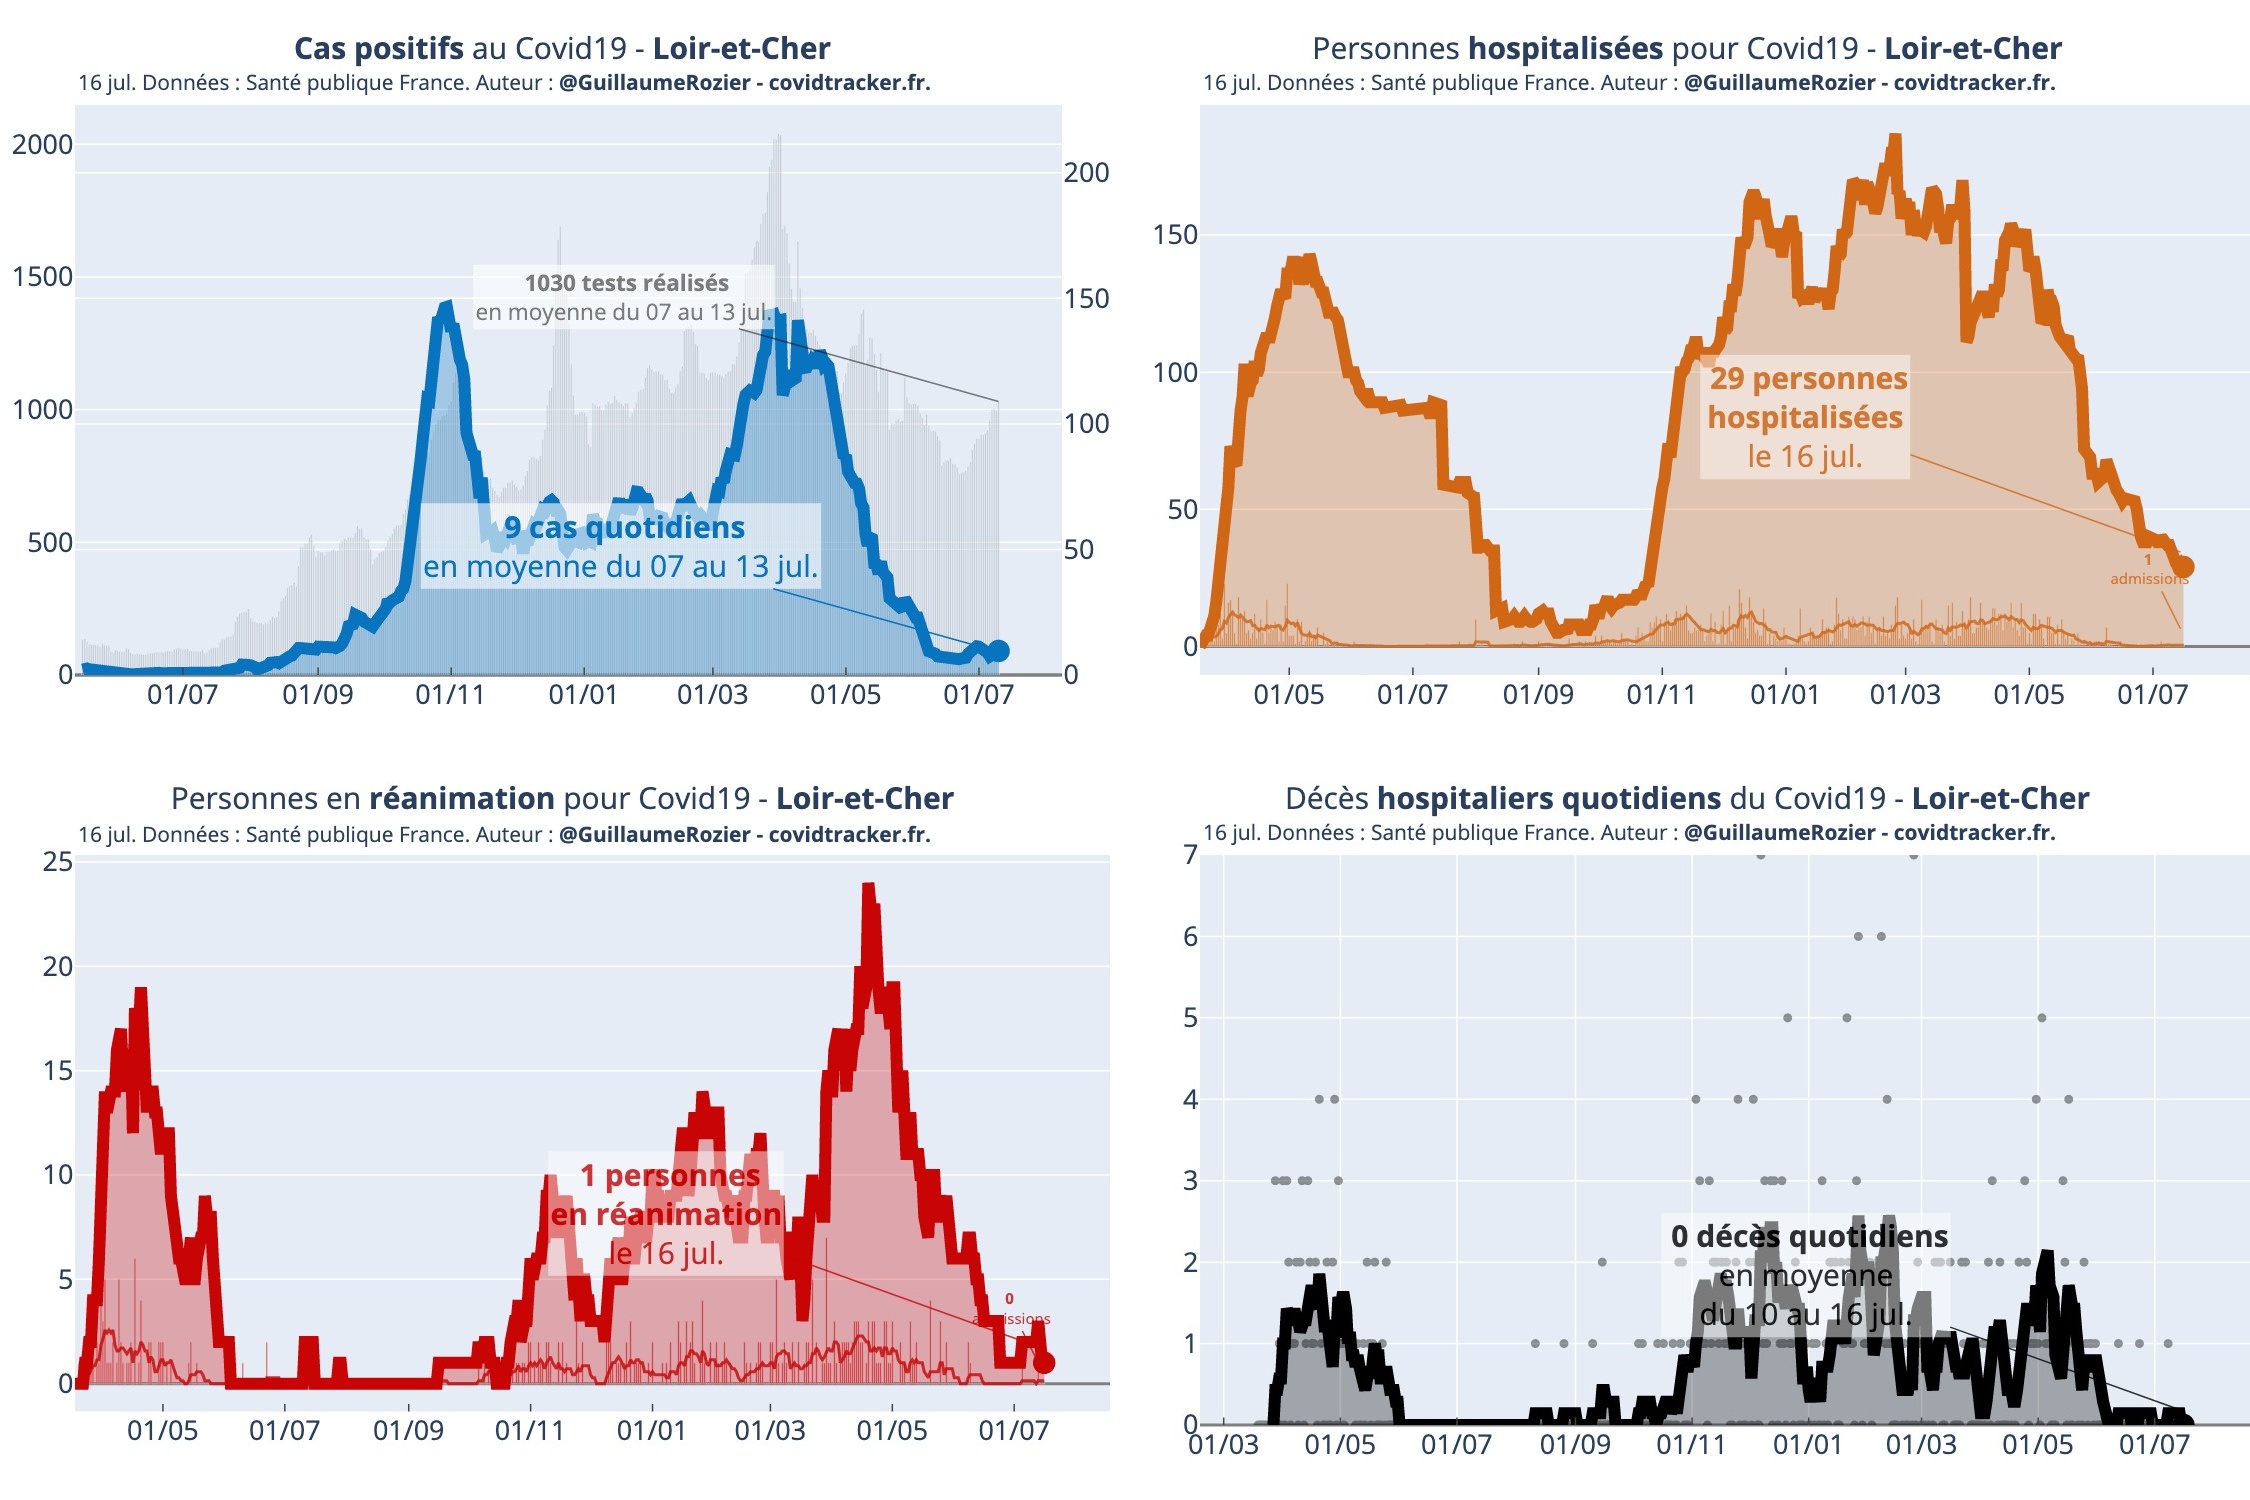 Cas positifs au Covid19 - Loir-et-Cher
16 jul. Données : Santé publique France. Auteur : @GuillaumeRozier - covidtracker.fr.
2000
1500
1000
500
0
200
150
100
50
0
1030 tests réalisés
en moyenne du 07 au 13 jul.
9 cas quotidiens
en moyenne du 07 au 13 jul.
01/07 01/09 01/11 01/01 01/03 01/05 01/07
Personnes hospitalisées pour Covid19 - Loir-et-Cher
16 jul. Données : Santé publique France. Auteur : @GuillaumeRozier - covidtracker.fr.
150
100
50
0
29 personnes
hospitalisées
le 16 jul.
1
admissions
01/05 01/07 01/09 01/11 01/01 01/03 01/05 01/07
Personnes en réanimation pour Covid19 - Loir-et-Cher
16 jul. Données : Santé publique France. Auteur : @GuillaumeRozier - covidtracker.fr.
25
20
15
10
5
0
1 personnes
en réanimation
le 16 jul.
0
admissions
01/05 01/07 01/09 01/11 01/01 01/03 01/05 01/07
Décès hospitaliers quotidiens du Covid19 - Loir-et-Cher
16 jul. Données : Santé publique France. Auteur : @GuillaumeRozier - covidtracker.fr.
7
6
5
4
3
2
1
0
0 décès quotidiens
en moyenne
du 10 au 16 jul.
01/03 01/05 01/07 01/09 01/11 01/01 01/03 01/05 01/07